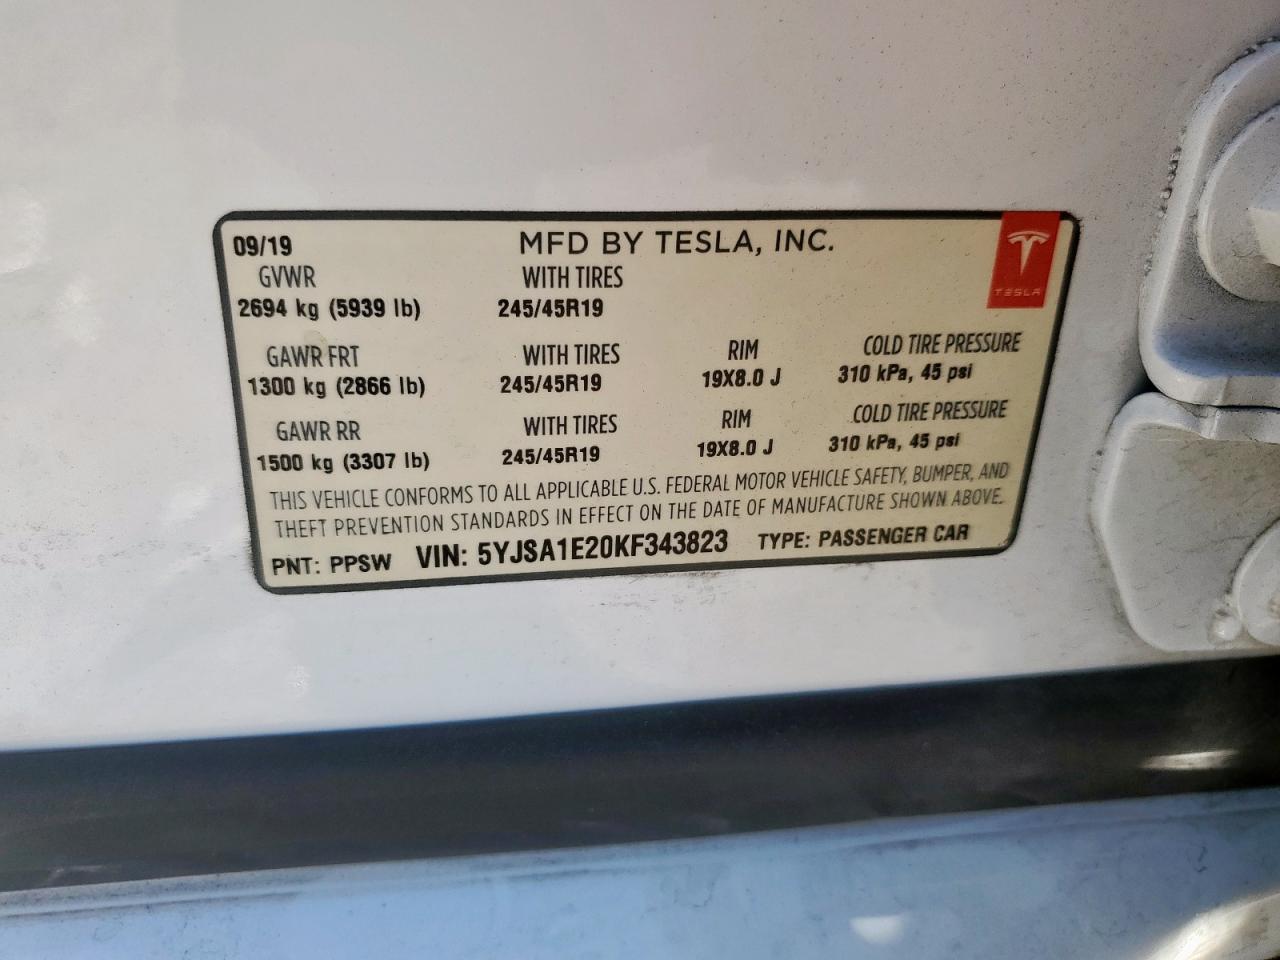 09/19 MFD BY TESLA, INC.
TESLA
GVWR WITH TIRES
2694 kg (5939 lb) 245/45R19
GAWR FRT WITH TIRES RIM COLD TIRE PRESSURE
1300 kg (2866 lb) 245/45R19 19X8.0 J 310 kPa, 45 psi
GAWR RR WITH TIRES RIM COLD TIRE PRESSURE
1500 kg (3307 lb) 245/45R19 19X8.0 J 310 kPa, 45 psi
THIS VEHICLE CONFORMS TO ALL APPLICABLE U.S. FEDERAL MOTOR VEHICLE SAFETY, BUMPER, AND
THEFT PREVENTION STANDARDS IN EFFECT ON THE DATE OF MANUFACTURE SHOWN ABOVE.
PNT: PPSW VIN: 5YJSA1E20KF343823 TYPE: PASSENGER CAR